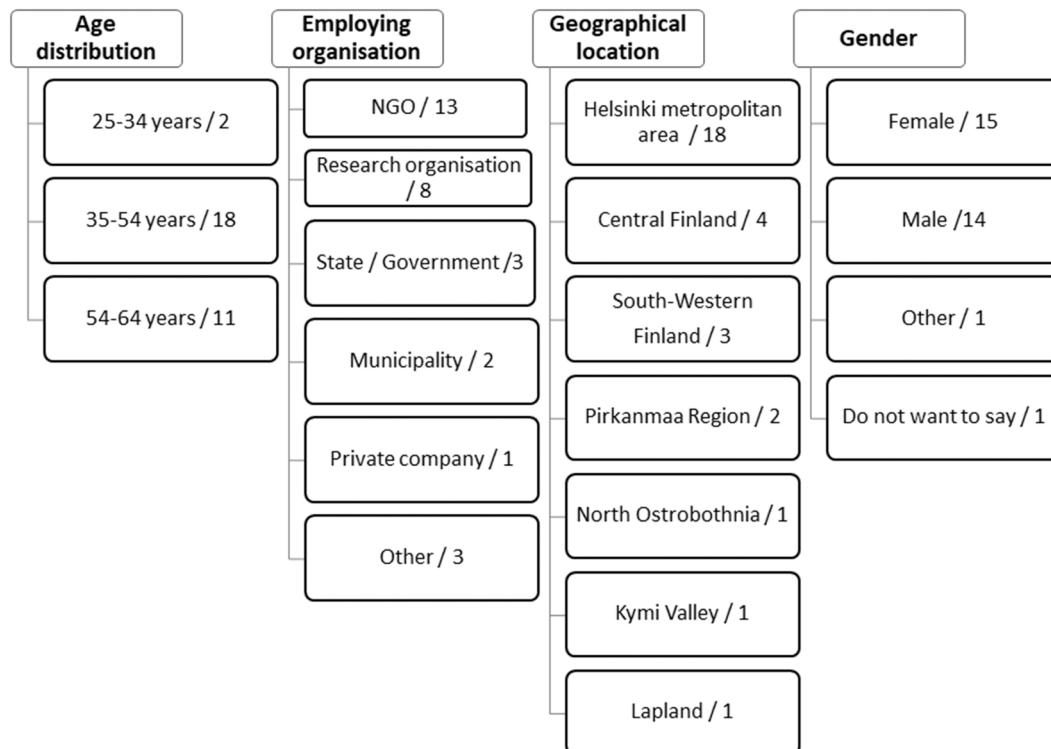 Age
distribution
25-34 years / 2
35-54 years / 18
54-64 years / 11
Employing
organisation
NGO / 13
Research organisation
/ 8
State / Government /3
Municipality / 2
Private company / 1
Other / 3
Geographical
location
Helsinki metropolitan
area / 18
Central Finland / 4
South-Western
Finland / 3
Pirkanmaa Region / 2
North Ostrobothnia / 1
Kymi Valley / 1
Lapland / 1
Gender
Female / 15
Male /14
Other / 1
Do not want to say / 1